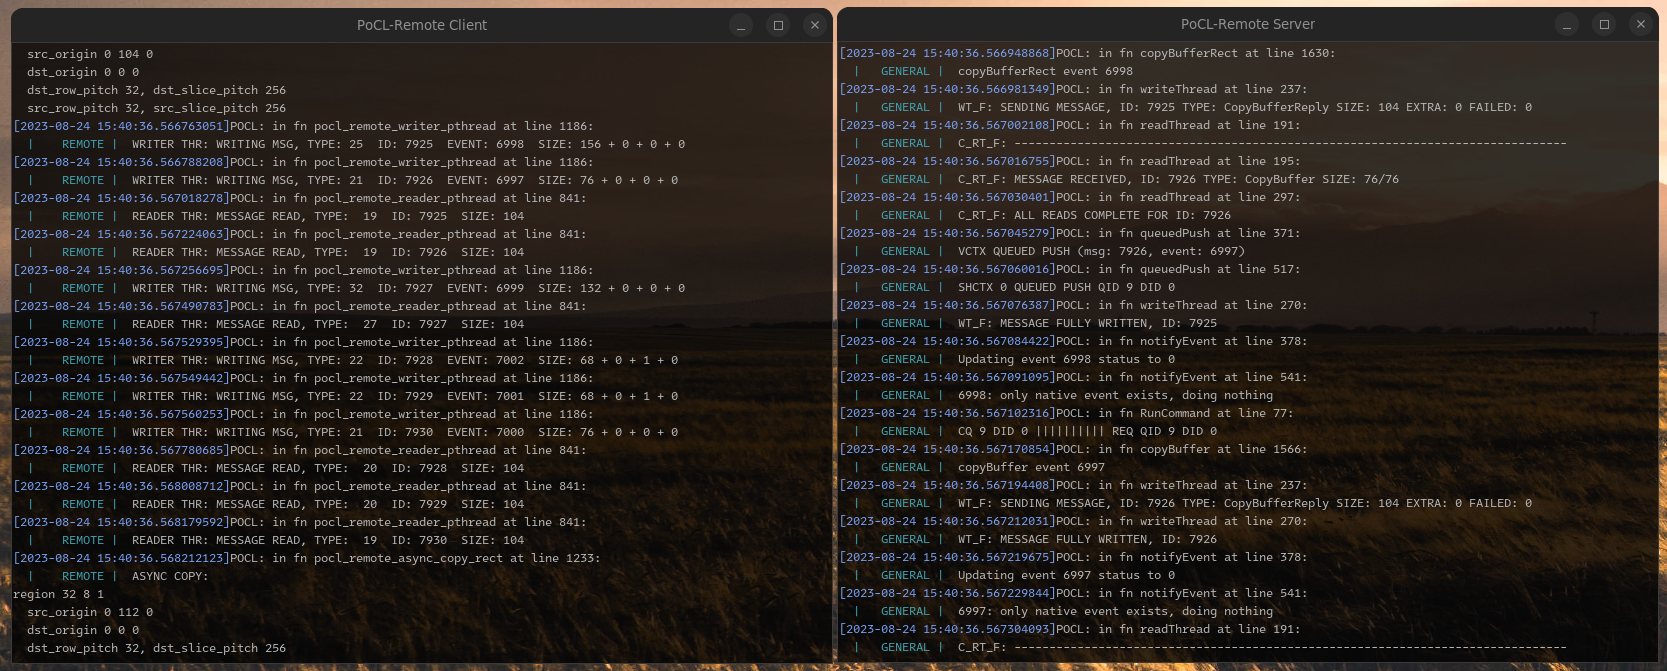 PoCL-Remote Client
src_origin 0 104 0
dst_origin 0 0 0
dst_row_pitch 32, dst_slice_pitch 256
src_row_pitch 32, src_slice_pitch 256
[2023-08-24 15:40:36.566763051]POCL: in fn pocl_remote_writer_pthread at line 1186:
| REMOTE | WRITER THR: WRITING MSG, TYPE: 25 ID: 7925 EVENT: 6998 SIZE: 156 + 0 + 0 + 0
[2023-08-24 15:40:36.566788208]POCL: in fn pocl_remote_writer_pthread at line 1186:
| REMOTE | WRITER THR: WRITING MSG, TYPE: 21 ID: 7926 EVENT: 6997 SIZE: 76 + 0 + 0 + 0
[2023-08-24 15:40:36.567018278]POCL: in fn pocl_remote_reader_pthread at line 841:
| REMOTE | READER THR: MESSAGE READ, TYPE: 19 ID: 7925 SIZE: 104
[2023-08-24 15:40:36.567224063]POCL: in fn pocl_remote_reader_pthread at line 841:
| REMOTE | READER THR: MESSAGE READ, TYPE: 19 ID: 7926 SIZE: 104
[2023-08-24 15:40:36.567256695]POCL: in fn pocl_remote_writer_pthread at line 1186:
| REMOTE | WRITER THR: WRITING MSG, TYPE: 32 ID: 7927 EVENT: 6999 SIZE: 132 + 0 + 0 + 0
[2023-08-24 15:40:36.567490783]POCL: in fn pocl_remote_reader_pthread at line 841:
| REMOTE | READER THR: MESSAGE READ, TYPE: 27 ID: 7927 SIZE: 104
[2023-08-24 15:40:36.567529395]POCL: in fn pocl_remote_writer_pthread at line 1186:
| REMOTE | WRITER THR: WRITING MSG, TYPE: 22 ID: 7928 EVENT: 7002 SIZE: 68 + 0 + 1 + 0
[2023-08-24 15:40:36.567549442]POCL: in fn pocl_remote_writer_pthread at line 1186:
| REMOTE | WRITER THR: WRITING MSG, TYPE: 22 ID: 7929 EVENT: 7001 SIZE: 68 + 0 + 1 + 0
[2023-08-24 15:40:36.567560253]POCL: in fn pocl_remote_writer_pthread at line 1186:
| REMOTE | WRITER THR: WRITING MSG, TYPE: 21 ID: 7930 EVENT: 7000 SIZE: 76 + 0 + 0 + 0
[2023-08-24 15:40:36.567780685]POCL: in fn pocl_remote_reader_pthread at line 841:
| REMOTE | READER THR: MESSAGE READ, TYPE: 20 ID: 7928 SIZE: 104
[2023-08-24 15:40:36.568008712]POCL: in fn pocl_remote_reader_pthread at line 841:
| REMOTE | READER THR: MESSAGE READ, TYPE: 20 ID: 7929 SIZE: 104
[2023-08-24 15:40:36.568179592]POCL: in fn pocl_remote_reader_pthread at line 841:
| REMOTE | READER THR: MESSAGE READ, TYPE: 19 ID: 7930 SIZE: 104
[2023-08-24 15:40:36.568212123]POCL: in fn pocl_remote_async_copy_rect at line 1233:
| REMOTE | ASYNC COPY:
region 32 8 1
src_origin 0 112 0
dst_origin 0 0 0
dst_row_pitch 32, dst_slice_pitch 256
PoCL-Remote Server
[2023-08-24 15:40:36.566948868]POCL: in fn copyBufferRect at line 1630:
| GENERAL | copyBufferRect event 6998
[2023-08-24 15:40:36.566981349]POCL: in fn writeThread at line 237:
| GENERAL | WT_F: SENDING MESSAGE, ID: 7925 TYPE: CopyBufferReply SIZE: 104 EXTRA: 0 FAILED: 0
[2023-08-24 15:40:36.567002108]POCL: in fn readThread at line 191:
| GENERAL | C_RT_F: -------------------------------------------------------------------------------
[2023-08-24 15:40:36.567016755]POCL: in fn readThread at line 195:
| GENERAL | C_RT_F: MESSAGE RECEIVED, ID: 7926 TYPE: CopyBuffer SIZE: 76/76
[2023-08-24 15:40:36.567030401]POCL: in fn readThread at line 297:
| GENERAL | C_RT_F: ALL READS COMPLETE FOR ID: 7926
[2023-08-24 15:40:36.567045279]POCL: in fn queuedPush at line 371:
| GENERAL | VCTX QUEUED PUSH (msg: 7926, event: 6997)
[2023-08-24 15:40:36.567060016]POCL: in fn queuedPush at line 517:
| GENERAL | SHCTX 0 QUEUED PUSH QID 9 DID 0
[2023-08-24 15:40:36.567076387]POCL: in fn writeThread at line 270:
| GENERAL | WT_F: MESSAGE FULLY WRITTEN, ID: 7925
[2023-08-24 15:40:36.567084422]POCL: in fn notifyEvent at line 378:
| GENERAL | Updating event 6998 status to 0
[2023-08-24 15:40:36.567091095]POCL: in fn notifyEvent at line 541:
| GENERAL | 6998: only native event exists, doing nothing
[2023-08-24 15:40:36.567102316]POCL: in fn RunCommand at line 77:
| GENERAL | CQ 9 DID 0 |||||||||| REQ QID 9 DID 0
[2023-08-24 15:40:36.567170854]POCL: in fn copyBuffer at line 1566:
| GENERAL | copyBuffer event 6997
[2023-08-24 15:40:36.567194408]POCL: in fn writeThread at line 237:
| GENERAL | WT_F: SENDING MESSAGE, ID: 7926 TYPE: CopyBufferReply SIZE: 104 EXTRA: 0 FAILED: 0
[2023-08-24 15:40:36.567212031]POCL: in fn writeThread at line 270:
| GENERAL | WT_F: MESSAGE FULLY WRITTEN, ID: 7926
[2023-08-24 15:40:36.567219675]POCL: in fn notifyEvent at line 378:
| GENERAL | Updating event 6997 status to 0
[2023-08-24 15:40:36.567229844]POCL: in fn notifyEvent at line 541:
| GENERAL | 6997: only native event exists, doing nothing
[2023-08-24 15:40:36.567304093]POCL: in fn readThread at line 191:
| GENERAL | C_RT_F: -------------------------------------------------------------------------------